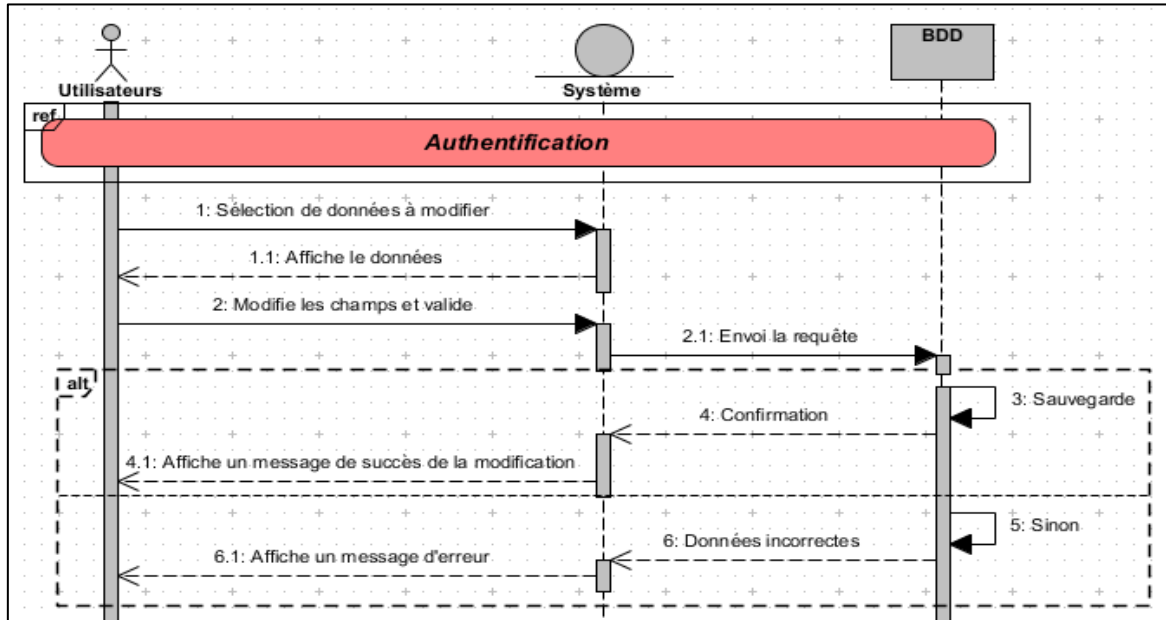 BDD
Utilisateurs
Système
ref
Authentification
1: Sélection de données à modifier
1.1: Affiche le données
2: Modifie les champs et valide
2.1: Envoi la requête
alt
3: Sauvegarde
4: Confirmation
4.1: Affiche un message de succès de la modification
5: Sinon
6: Données incorrectes
6.1: Affiche un message d'erreur